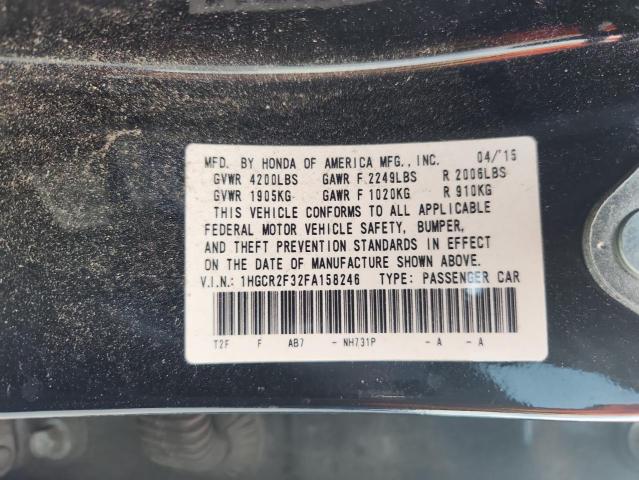 MFD. BY HONDA OF AMERICA MFG., INC. 04/'15
GVWR 4200LBS GAWR F 2249LBS R 2006LBS
GVWR 1905KG GAWR F 1020KG R 910KG
THIS VEHICLE CONFORMS TO ALL APPLICABLE
FEDERAL MOTOR VEHICLE SAFETY, BUMPER,
AND THEFT PREVENTION STANDARDS IN EFFECT
ON THE DATE OF MANUFACTURE SHOWN ABOVE.
V.I.N.: 1HGCR2F32FA158246 TYPE: PASSENGER CAR
T2F F AB7 - NH731P - A - A